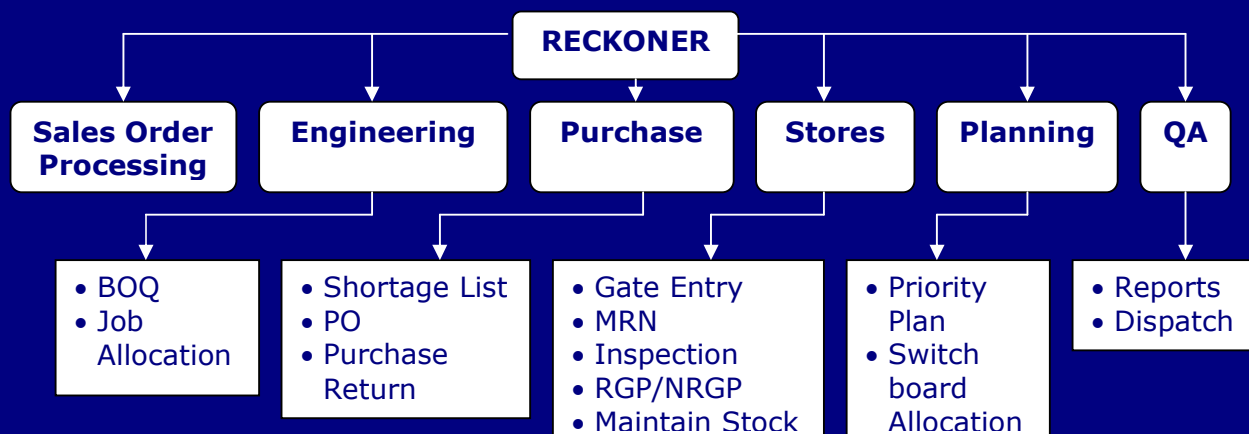 RECKONER
Sales Order
Processing
Engineering
Purchase
Stores
Planning
QA
• BOQ
• Job
Allocation
• Shortage List
• PO
• Purchase
Return
• Gate Entry
• MRN
• Inspection
• RGP/NRGP
• Maintain Stock
• Priority
Plan
• Switch
board
Allocation
• Reports
• Dispatch